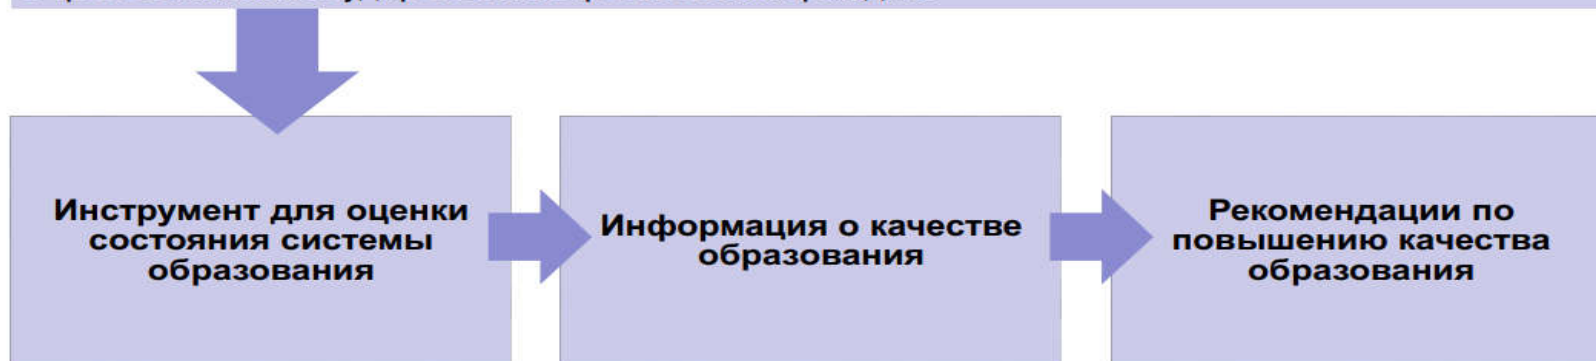 Инструмент для оценки
состояния системы
образования
Информация о качестве
образования
Рекомендации по
повышению качества
образования